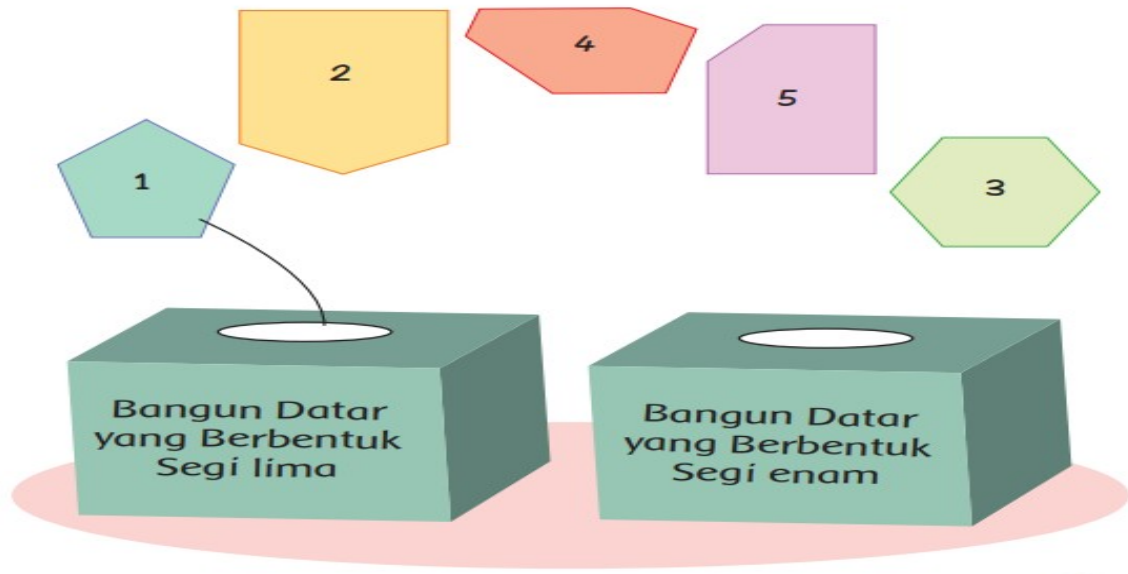 1
2
4
5
3
Bangun Datar
yang Berbentuk
Segi lima
Bangun Datar
yang Berbentuk
Segi enam